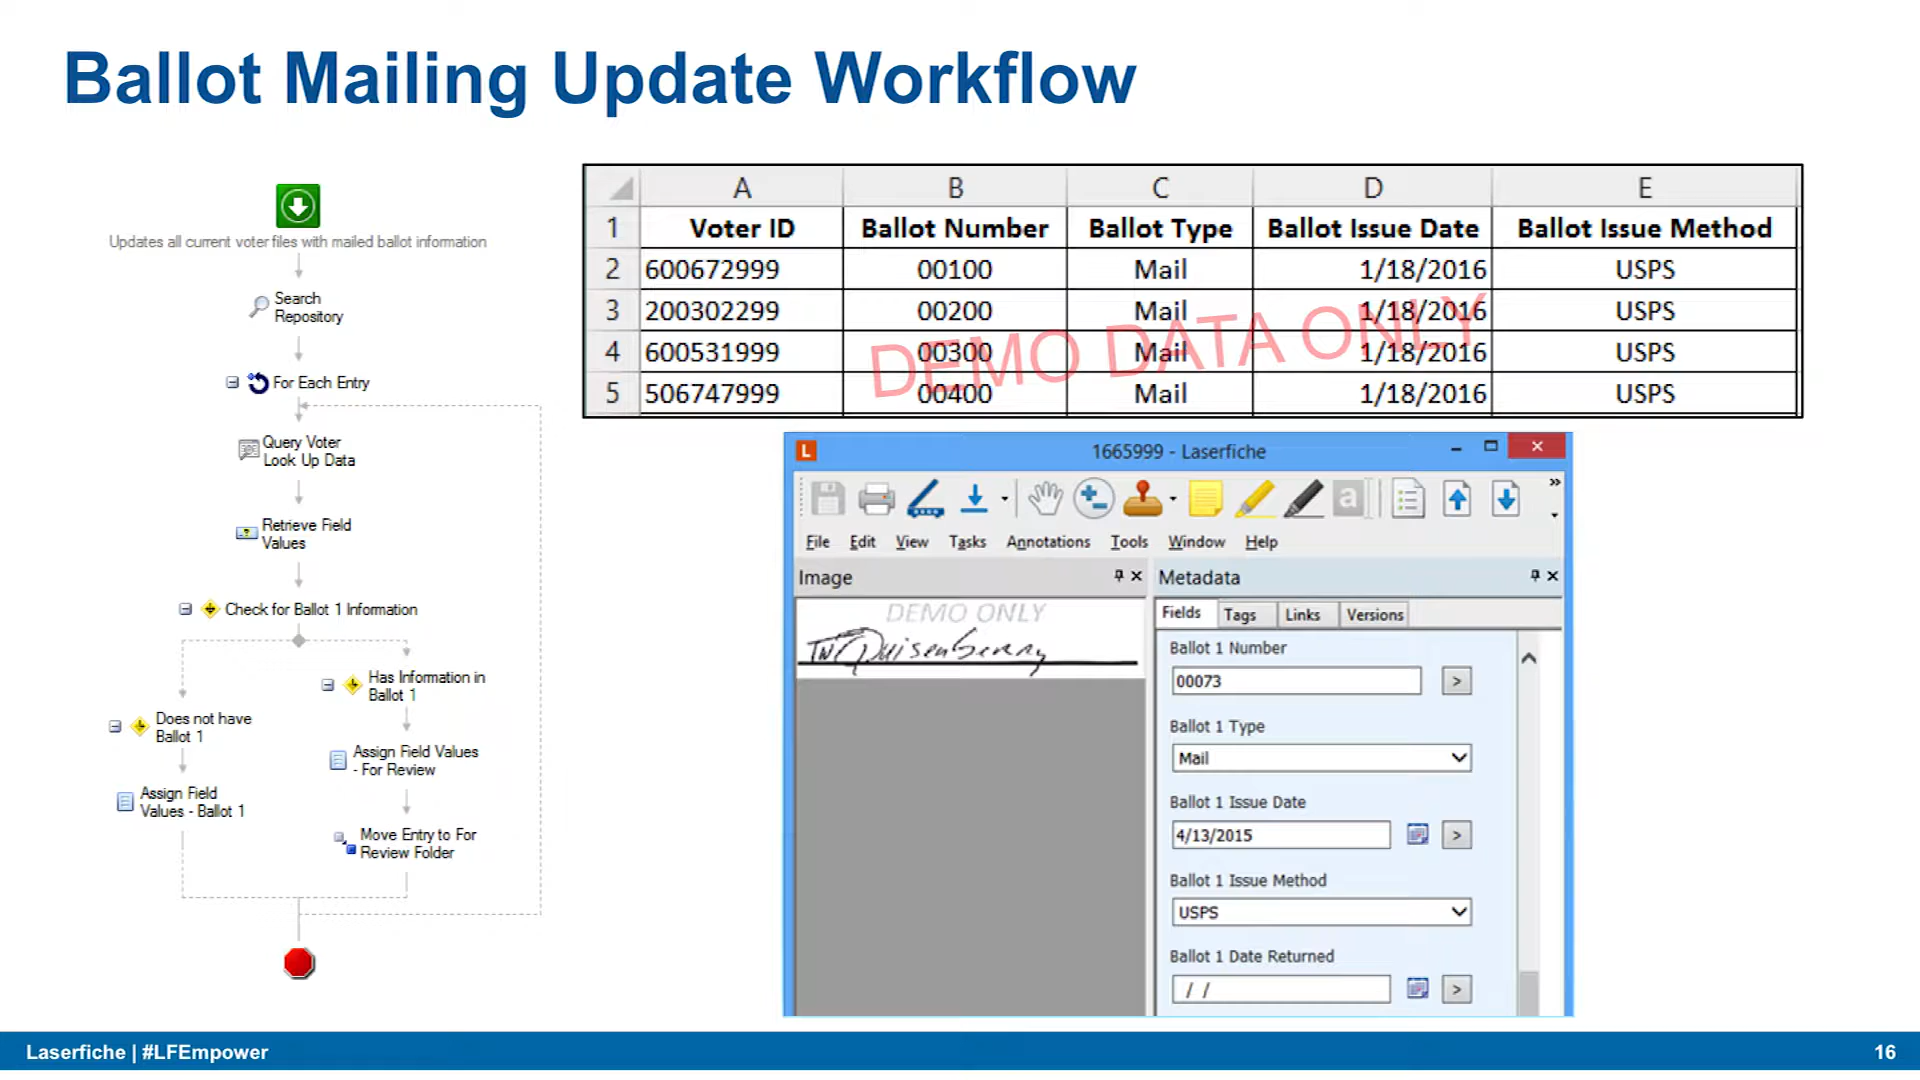 Ballot Mailing Update Workflow
Updates all current voter files with mailed ballot information
Search
Repository
For Each Entry
Query Voter
Look Up Data
Retrieve Field
Values
Check for Ballot 1 Information
Has Information in
Ballot 1
Does not have
Ballot 1
Assign Field Values
- For Review
Assign Field
Values - Ballot 1
Move Entry to For
Review Folder
A B C D E
1 Voter ID Ballot Number Ballot Type Ballot Issue Date Ballot Issue Method
2 600672999 00100 Mail 1/18/2016 USPS
3 200302299 00200 Mail 1/18/2016 USPS
4 600531999 00300 Mail 1/18/2016 USPS
5 506747999 00400 Mail 1/18/2016 USPS
DEMO DATA ONLY
L 1665999 - Laserfiche
a
File Edit View Tasks Annotations Tools Window Help
Image
DEMO ONLY
Metadata
Fields Tags Links Versions
Ballot 1 Number
00073 >
Ballot 1 Type
Mail
Ballot 1 Issue Date
4/13/2015 >
Ballot 1 Issue Method
USPS
Ballot 1 Date Returned
/ / >
Laserfiche | #LFEmpower
16